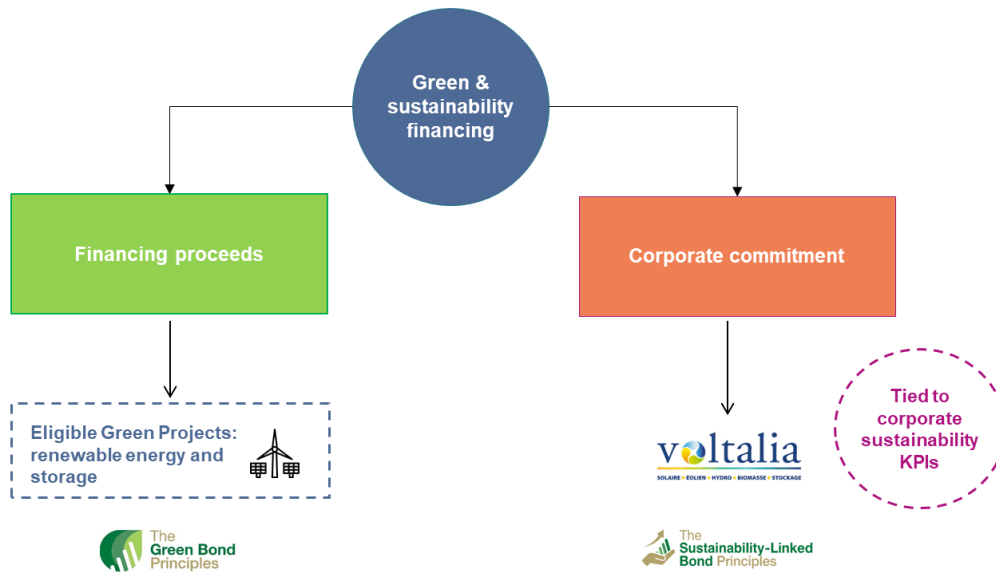 Green &
sustainability
financing
Financing proceeds
Corporate commitment
Eligible Green Projects:
renewable energy and
storage
voltalia
SOLAIRE • ÉOLIEN • HYDRO • BIOMASSE • STOCKAGE
Tied to
corporate
sustainability
KPIs
The
Green Bond
Principles
The
Sustainability-Linked
Bond Principles